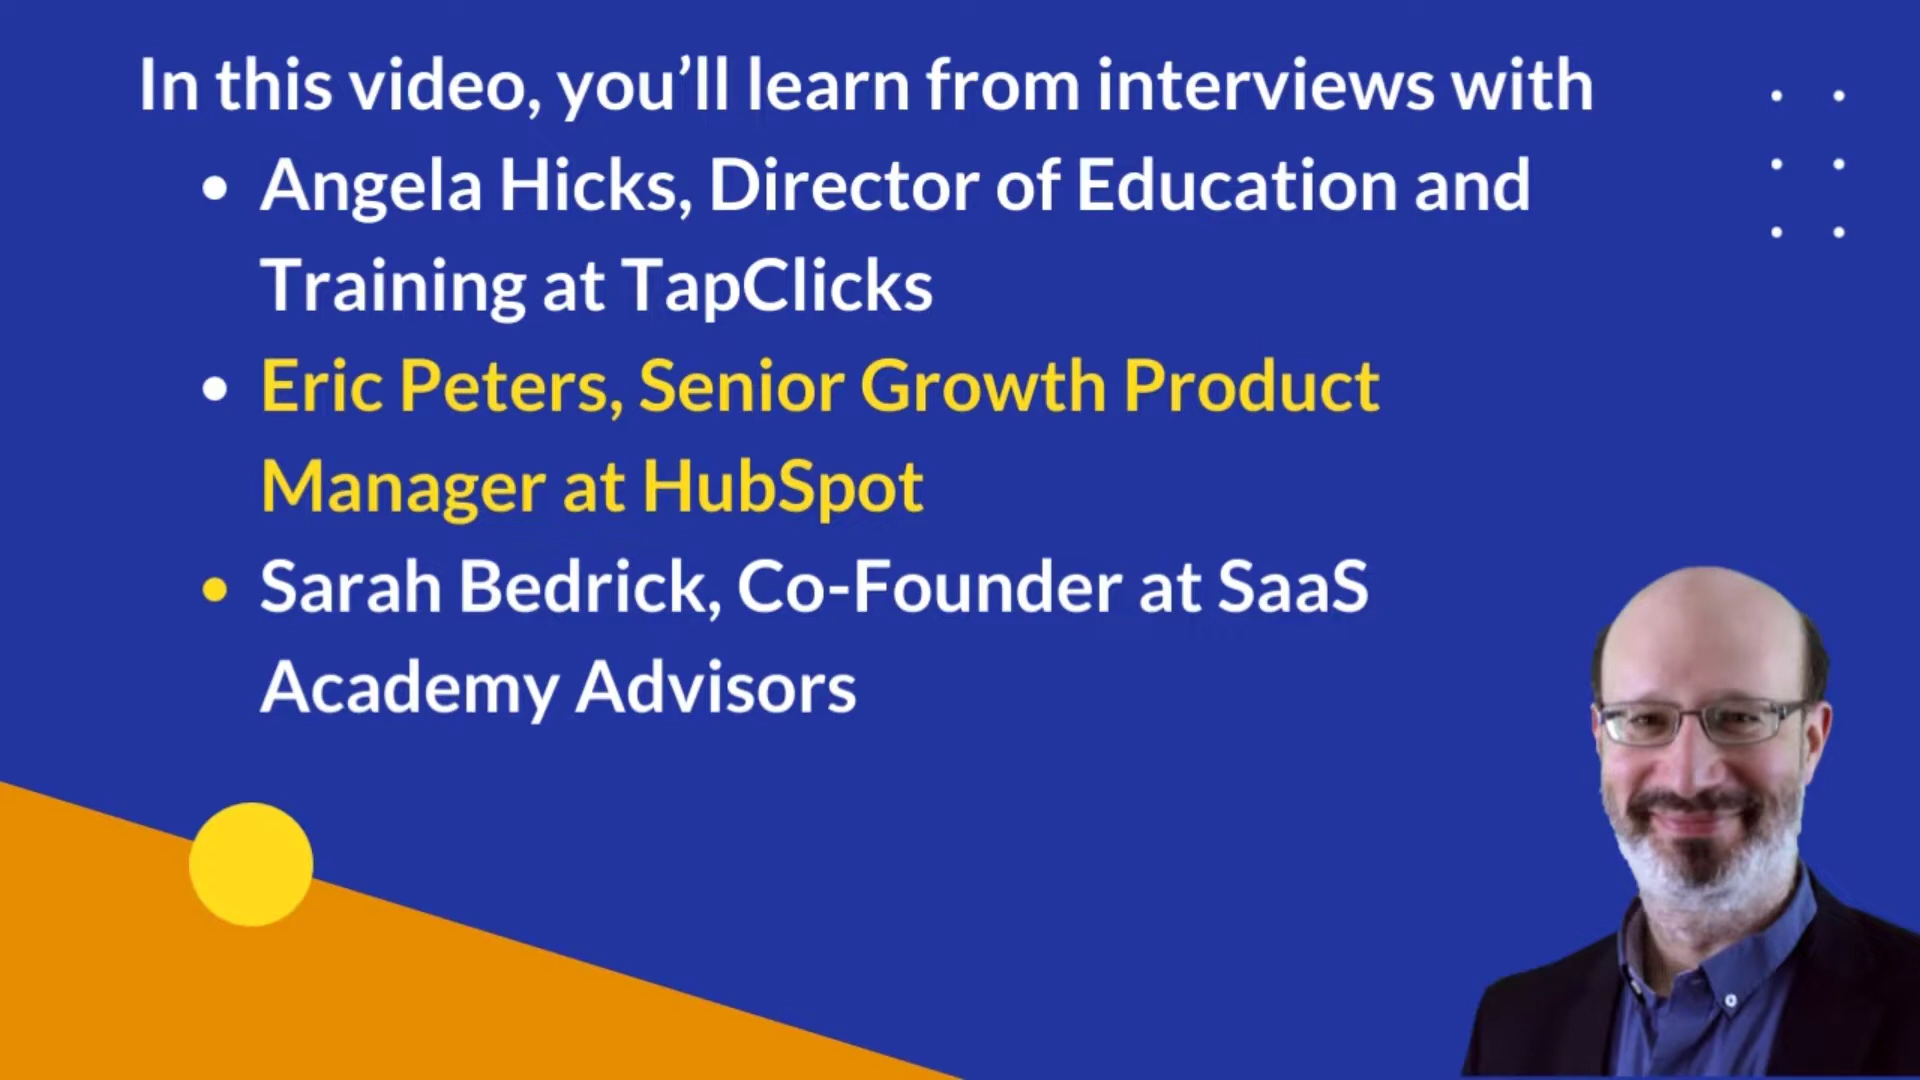 In this video, you’ll learn from interviews with
• Angela Hicks, Director of Education and
Training at TapClicks
• Eric Peters, Senior Growth Product
Manager at HubSpot
• Sarah Bedrick, Co-Founder at SaaS
Academy Advisors